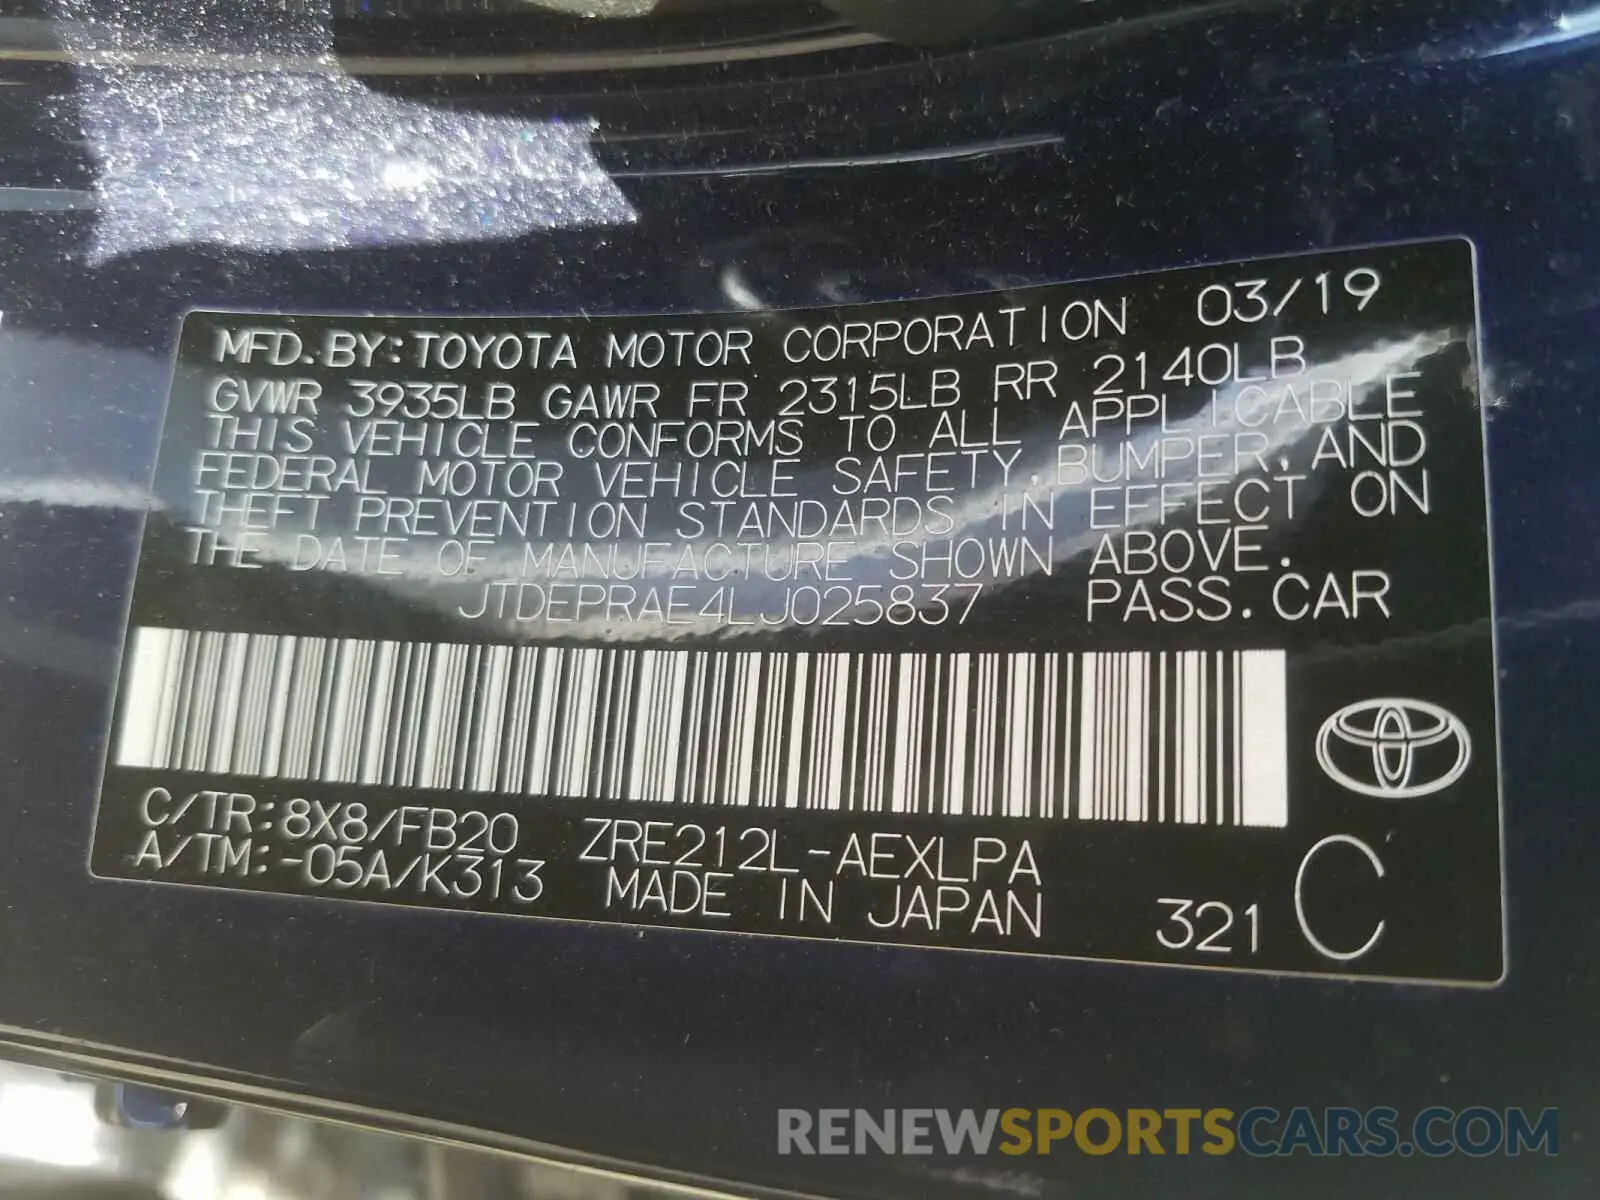 MFD. BY: TOYOTA MOTOR CORPORATION 03/19
GVWR 3935LB GAWR FR 2315LB RR 2140LB
THIS VEHICLE CONFORMS TO ALL APPLICABLE
FEDERAL MOTOR VEHICLE SAFETY, BUMPER, AND
THEFT PREVENTION STANDARDS IN EFFECT ON
THE DATE OF MANUFACTURE SHOWN ABOVE.
JTDEPRAE4LJ025837 PASS. CAR
C/TR: 8X8/FB20 ZRE212L-AEXLPA
A/TM: -05A/K313 MADE IN JAPAN 321 C
RENEWSPORTSCARS.COM